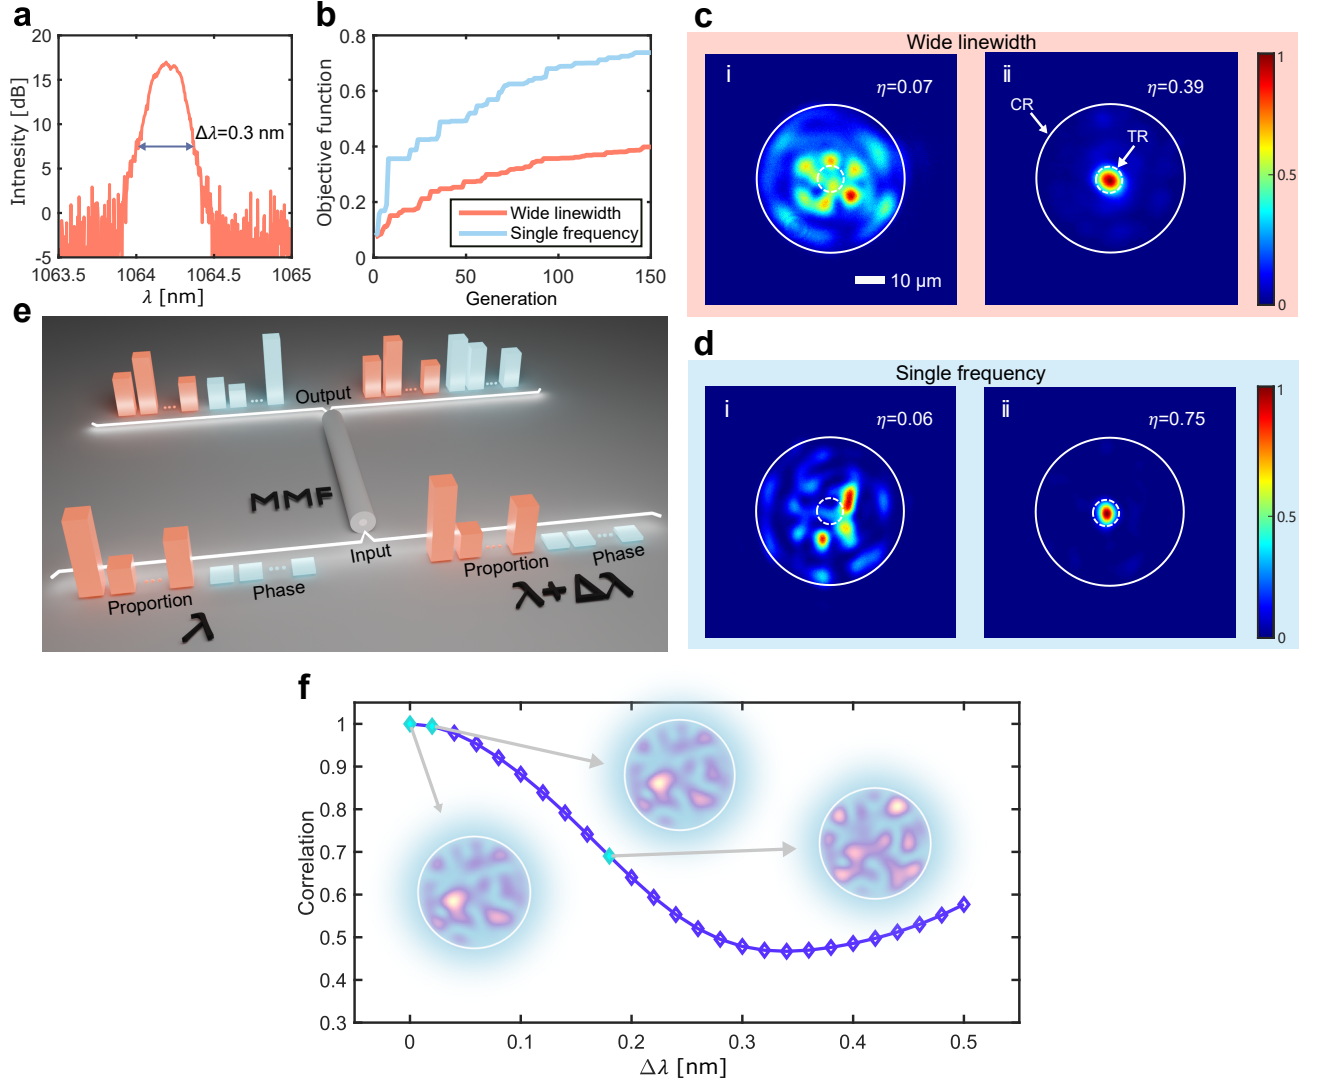 a
20
15
10
5
0
-5
Intnesity [dB]
Δλ=0.3 nm
1063.5 1064 1064.5 1065
λ [nm]
b
0.8
0.6
0.4
0.2
0
Objective function
Wide linewidth
Single frequency
0 50 100 150
Generation
c
Wide linewidth
i
η=0.07
10 μm
ii
η=0.39
CR
TR
1
0.5
0
d
Single frequency
i
η=0.06
ii
η=0.75
1
0.5
0
e
Output
MMF
Input
Proportion
Phase
λ
Proportion
Phase
λ+Δλ
f
1
0.9
0.8
0.7
0.6
0.5
0.4
0.3
Correlation
0 0.1 0.2 0.3 0.4 0.5
Δλ [nm]